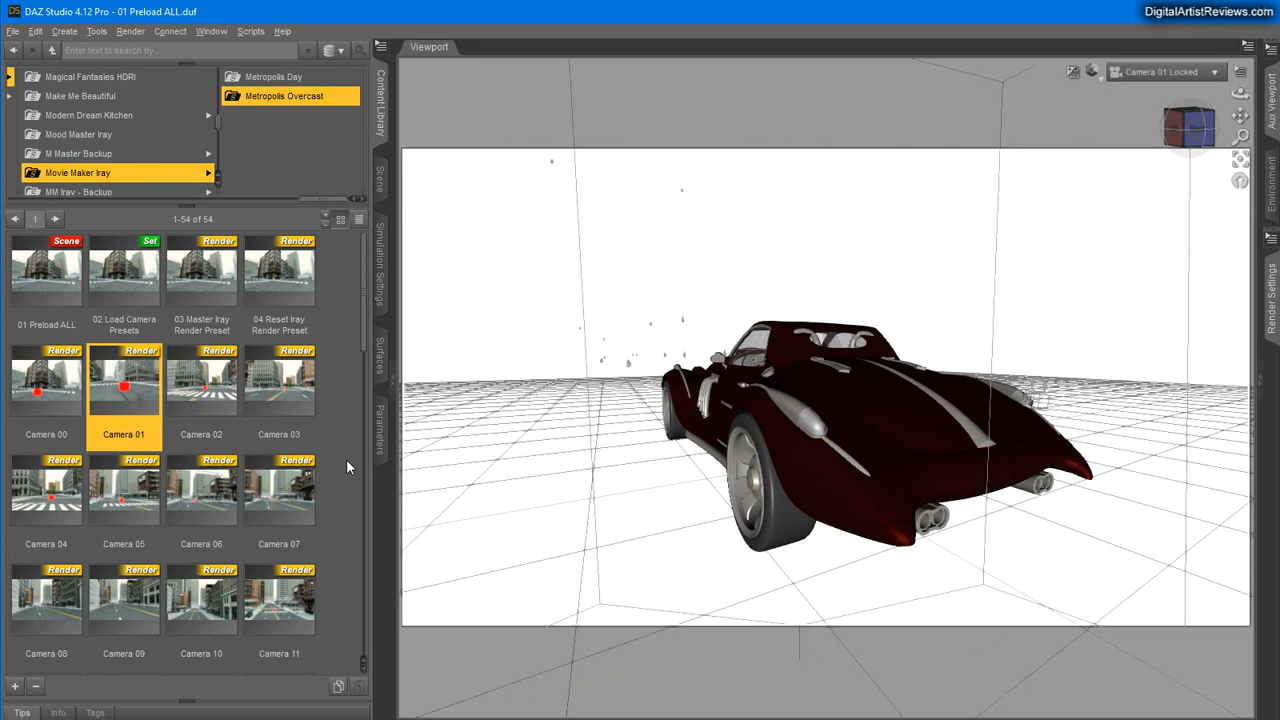 DAZ Studio 4.12 Pro - 01 Preload ALL.duf
DigitalArtistReviews.com
File Edit Create Tools Render Connect Window Scripts Help
Enter text to search by...
Viewport
Camera 01 Locked
Magical Fantasies HDRI
Make Me Beautiful
Modern Dream Kitchen
Mood Master Iray
M Master Backup
Movie Maker Iray
MM Iray - Backup
Metropolis Day
Metropolis Overcast
1
1-54 of 54
Scene
Set
Render
Render
01 Preload ALL
02 Load Camera
Presets
03 Master Iray
Render Preset
04 Reset Iray
Render Preset
Render
Render
Render
Render
Camera 00
Camera 01
Camera 02
Camera 03
Render
Render
Render
Render
Camera 04
Camera 05
Camera 06
Camera 07
Render
Render
Render
Render
Camera 08
Camera 09
Camera 10
Camera 11
Tips
Info
Tags
Content Library
Scene
Simulation Settings
Surfaces
Parameters
Aux Viewport
Environment
Render Settings